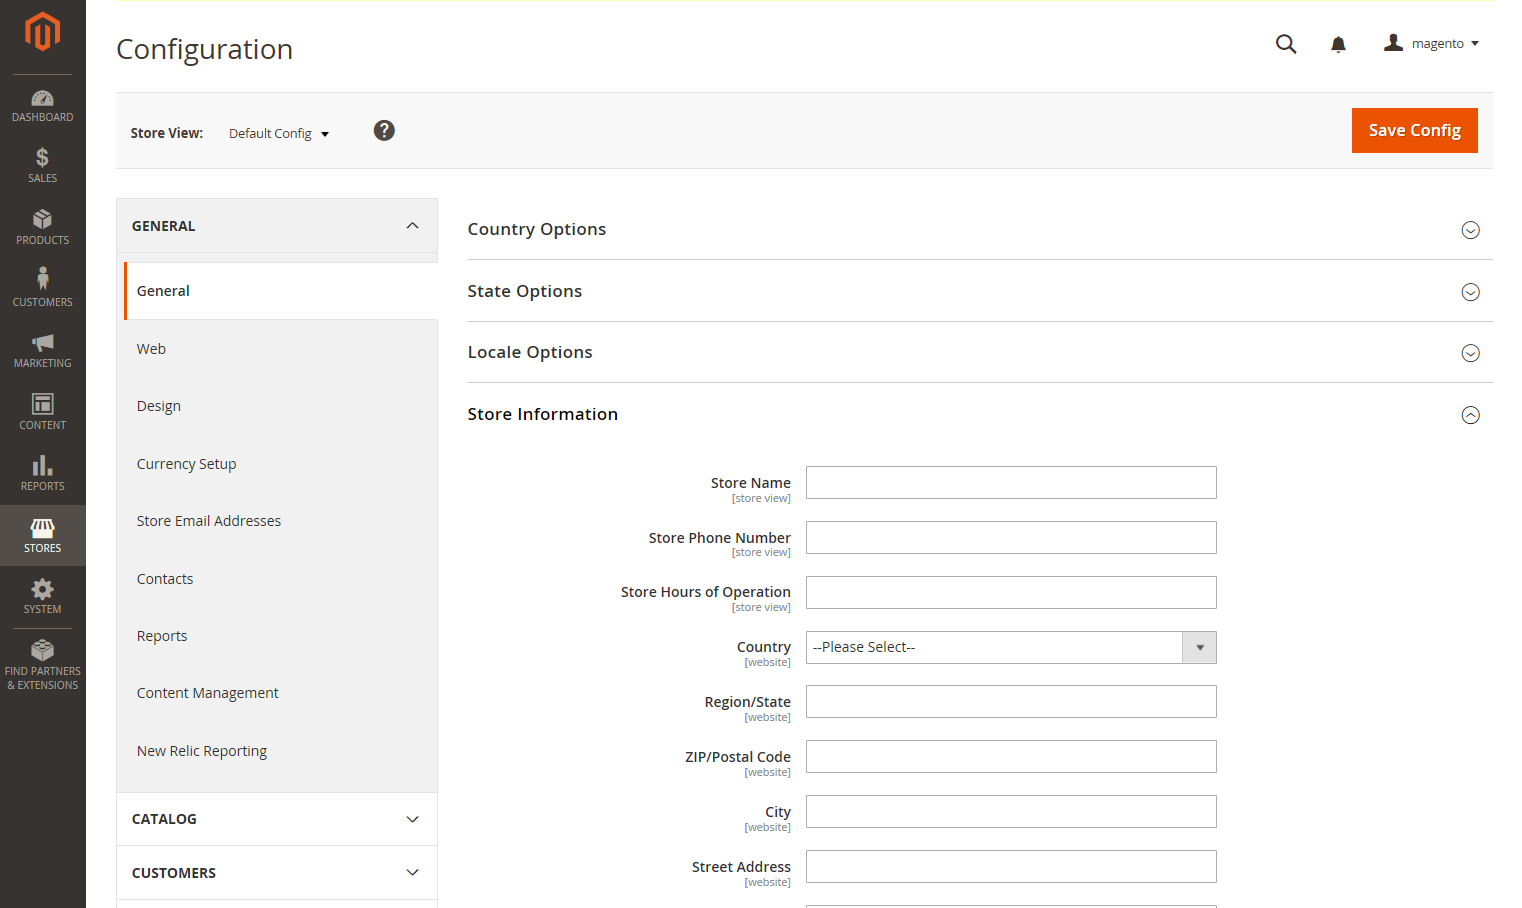 Configuration
magento
DASHBOARD
SALES
PRODUCTS
CUSTOMERS
MARKETING
CONTENT
REPORTS
STORES
SYSTEM
FIND PARTNERS
& EXTENSIONS
Store View: Default Config ?
Save Config
GENERAL
General
Web
Design
Currency Setup
Store Email Addresses
Contacts
Reports
Content Management
New Relic Reporting
CATALOG
CUSTOMERS
Country Options
State Options
Locale Options
Store Information
Store Name
[store view]
Store Phone Number
[store view]
Store Hours of Operation
[store view]
Country --Please Select--
[website]
Region/State
[website]
ZIP/Postal Code
[website]
City
[website]
Street Address
[website]